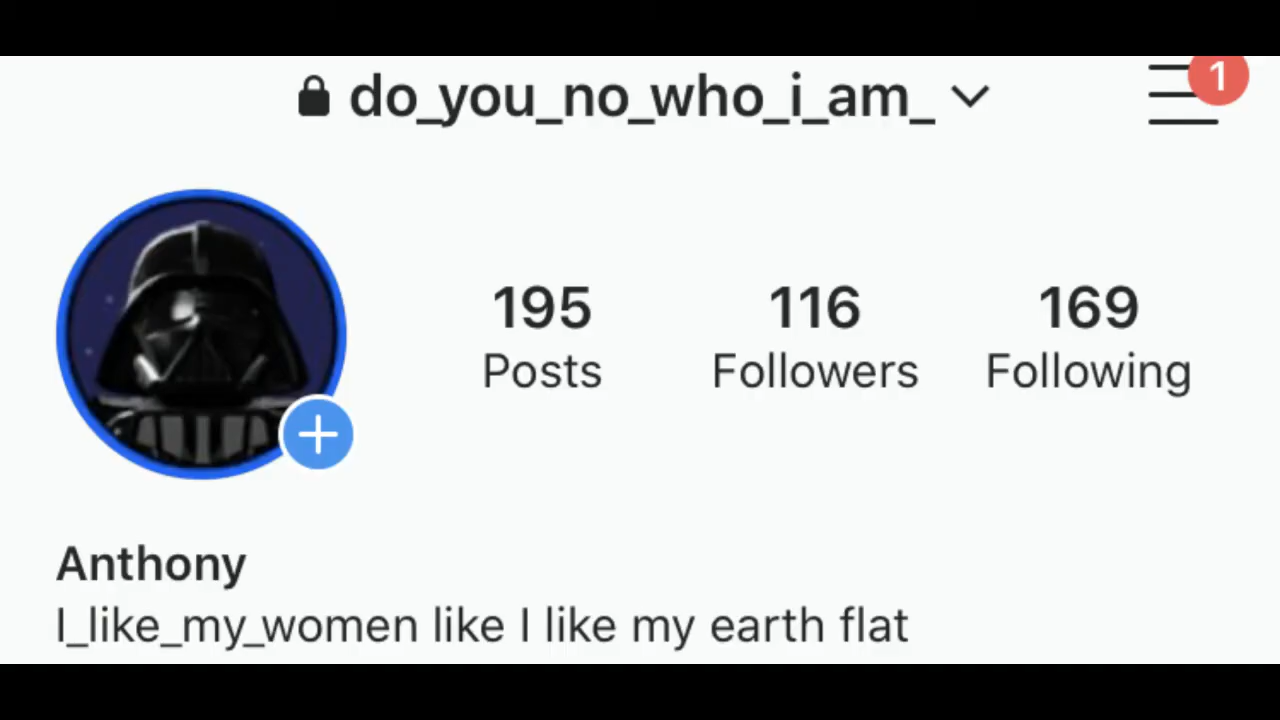 do_you_no_who_i_am_
1
195 116 169
Posts Followers Following
Anthony
I_like_my_women like I like my earth flat